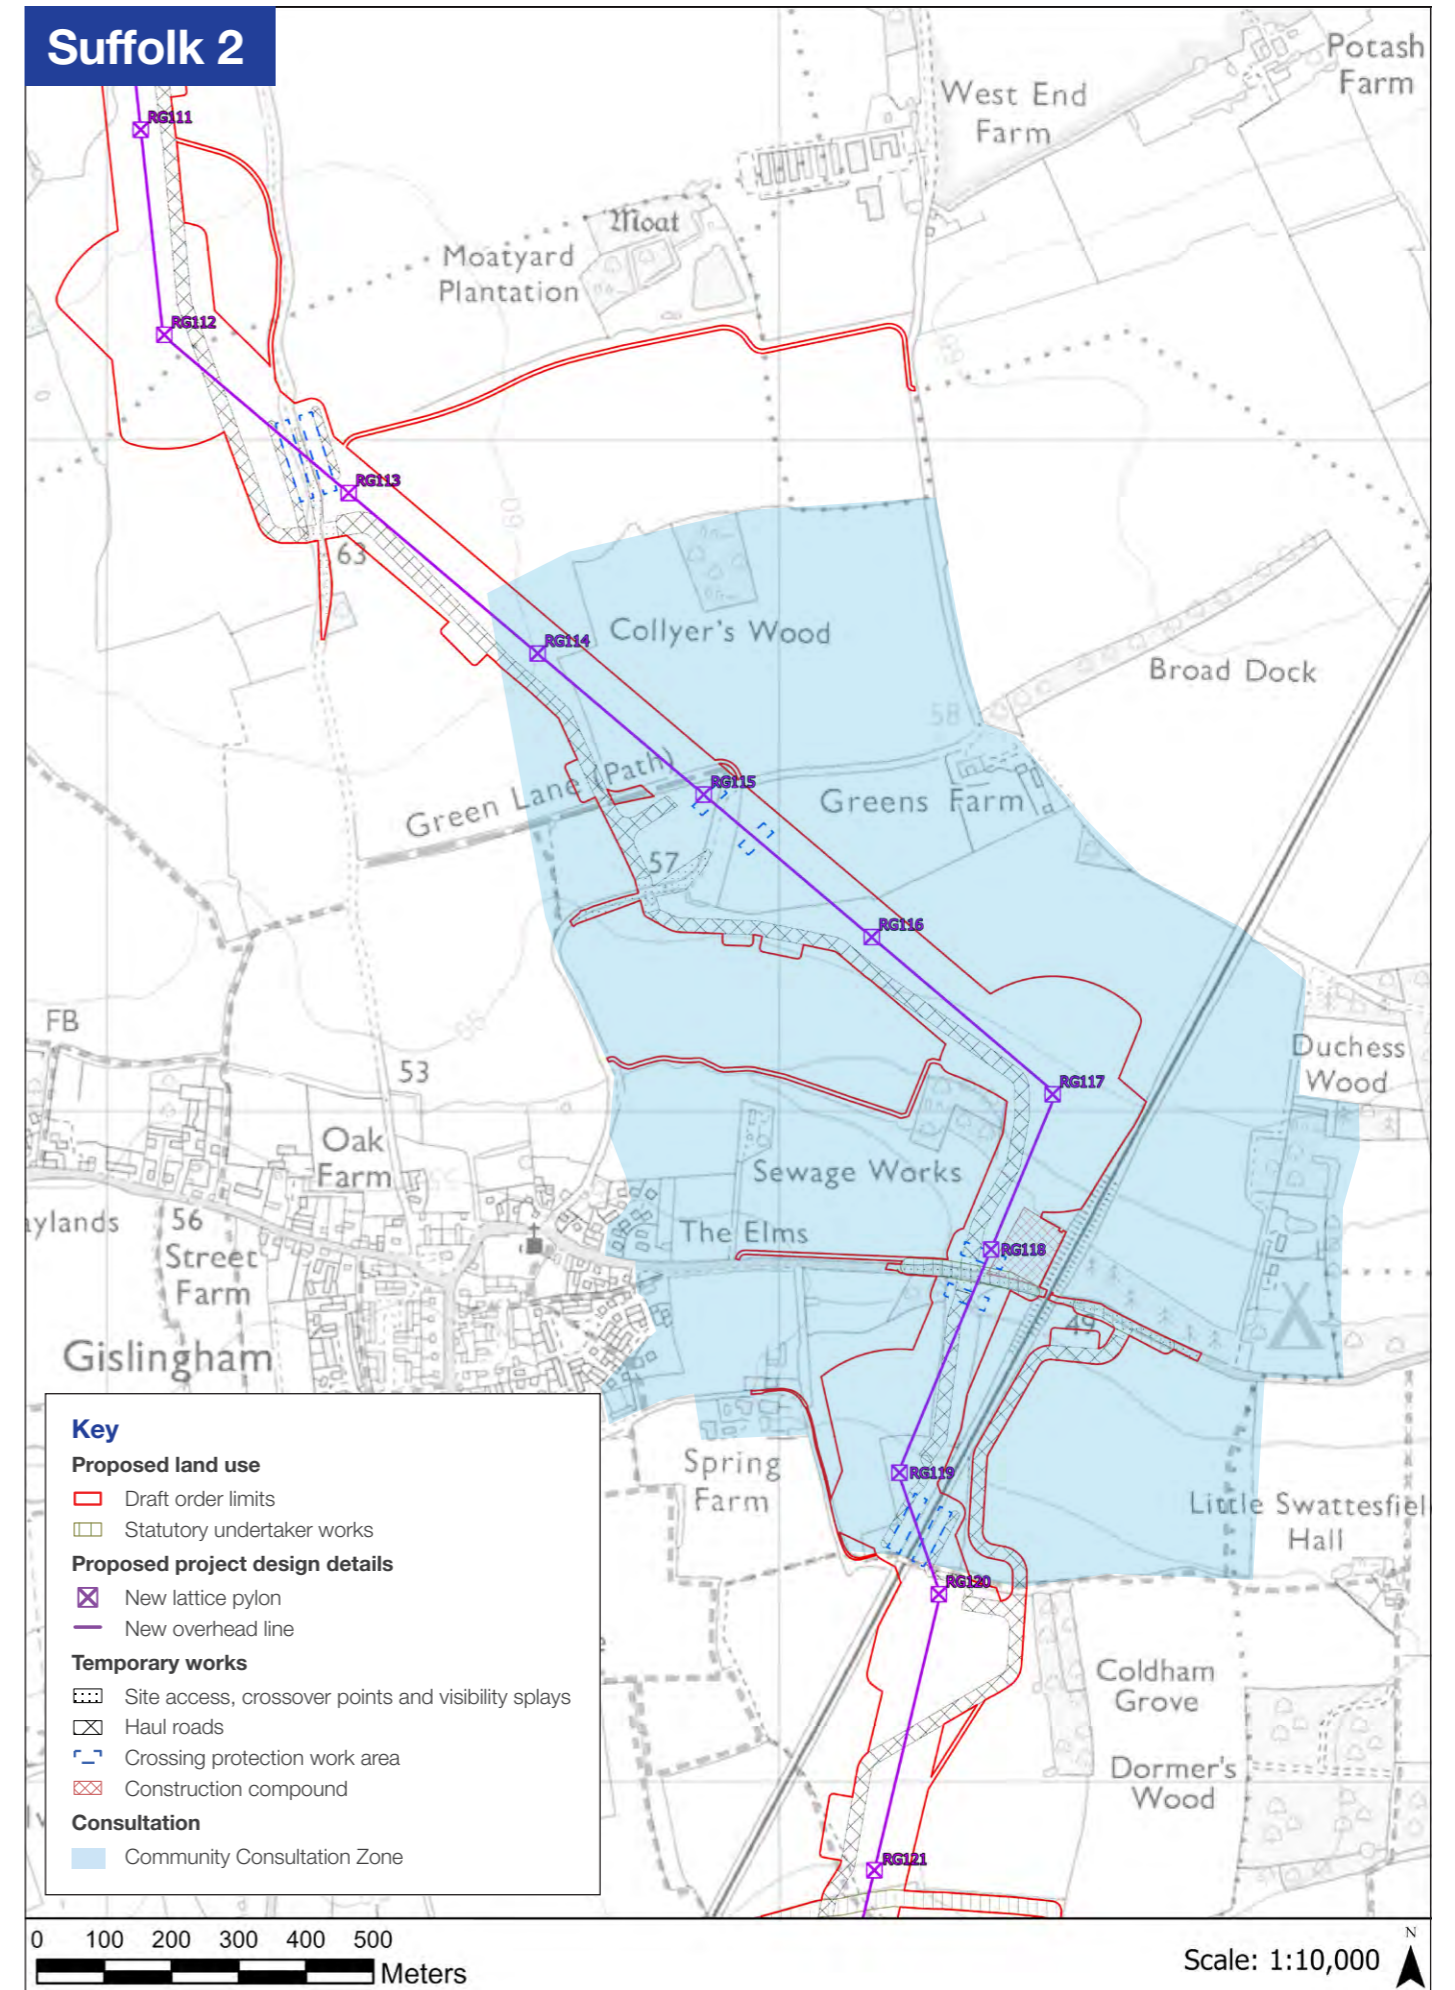 Suffolk 2
Potash
Farm
West End
Farm
RG111
Moat
Moatyard
Plantation
RG112
RG113
63
60
RG114
Collyer's Wood
Broad Dock
58
RG115
Green Lane (Path)
Greens Farm
57
RG116
FB
53
Duchess
Wood
RG117
Oak
Farm
Sewage Works
aylands
56
Street
Farm
The Elms
RG118
49
Gislingham
Spring
Farm
RG119
Little Swattesfiel
Hall
RG120
Coldham
Grove
Dormer's
Wood
RG121
Key
Proposed land use
Draft order limits
Statutory undertaker works
Proposed project design details
New lattice pylon
New overhead line
Temporary works
Site access, crossover points and visibility splays
Haul roads
Crossing protection work area
Construction compound
Consultation
Community Consultation Zone
0 100 200 300 400 500
Meters
Scale: 1:10,000
N